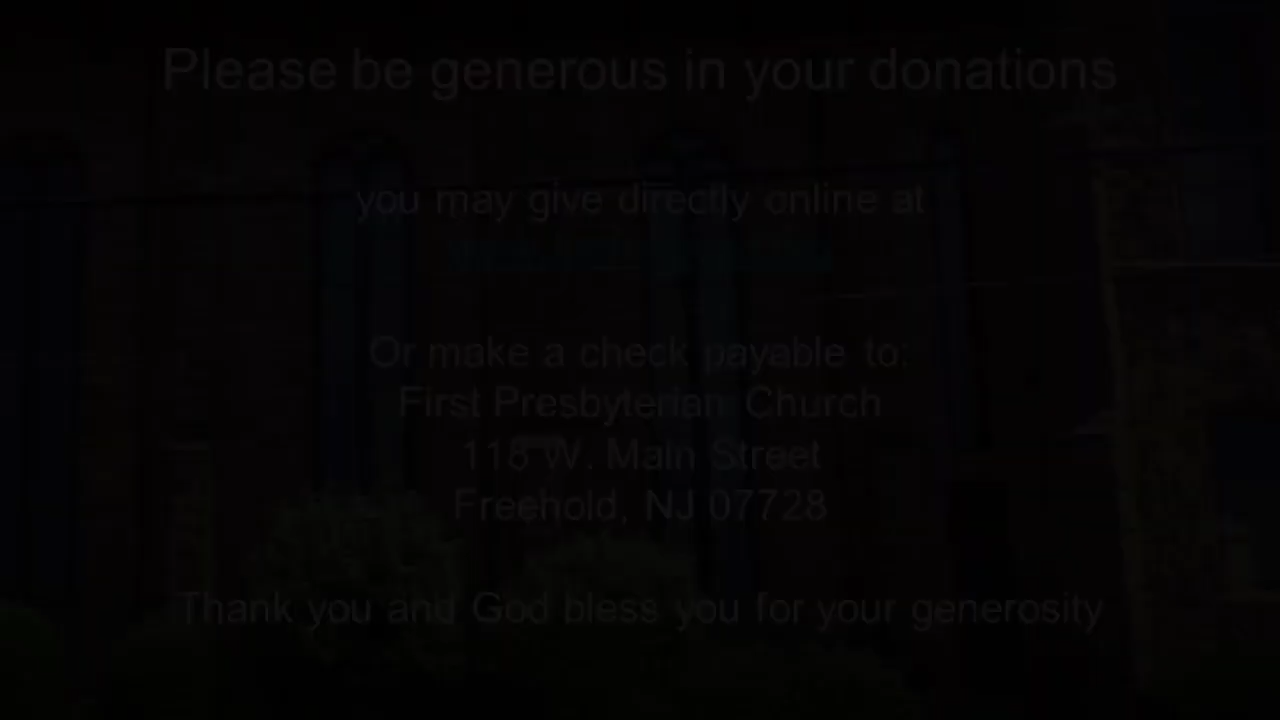 Please be generous in your donations
you may give directly online at
Or make a check payable to:
First Presbyterian Church
118 W. Main Street
Freehold, NJ 07728
Thank you and God bless you for your generosity